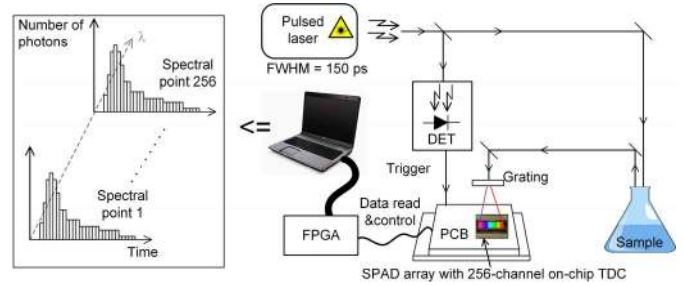 Number of
photons
λ
Spectral
point 256
Spectral
point 1
Time
<=
Pulsed
laser
FWHM = 150 ps
DET
Trigger
Grating
Data read
&control
FPGA
PCB
Sample
SPAD array with 256-channel on-chip TDC